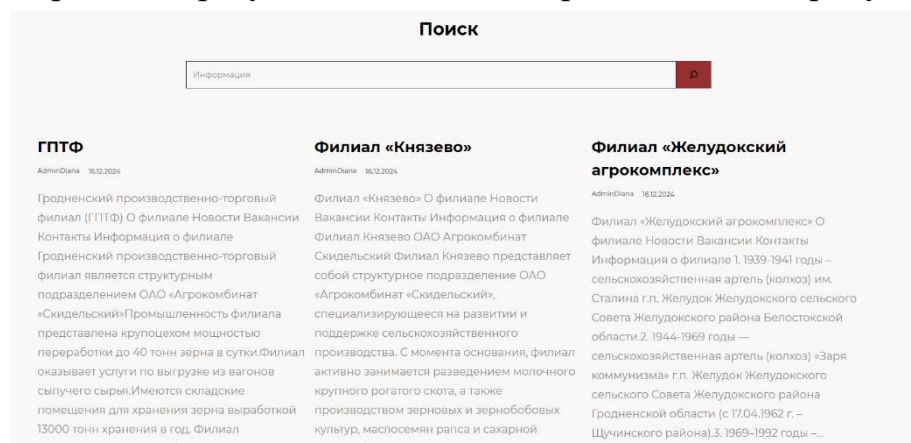 Поиск
Информация
ГПТФ
AdminDiana 16.12.2024
Гродненский производственно-торговый
филиал (ГПТФ) О филиале Новости Вакансии
Контакты Информация о филиале
Гродненский производственно-торговый
филиал является структурным
подразделением ОАО «Агрокомбинат
«Скидельский»Промышленность филиала
представлена крупоцехом мощностью
переработки до 40 тонн зерна в сутки.Филиал
оказывает услуги по выгрузке из вагонов
сыпучего сырья.Имеются складские
помещения для хранения зерна выработкой
13000 тонн хранения в год. Филиал
Филиал «Князево»
AdminDiana 16.12.2024
Филиал «Князево» О филиале Новости
Вакансии Контакты Информация о филиале
Филиал Князево ОАО Агрокомбинат
Скидельский Филиал Князево представляет
собой структурное подразделение ОАО
«Агрокомбинат «Скидельский»,
специализирующееся на развитии и
поддержке сельскохозяйственного
производства. С момента основания, филиал
активно занимается разведением молочного
крупного рогатого скота, а также
производством зерновых и зернобобовых
культур, маслосемян рапса и сахарной
Филиал «Желудокский
агрокомплекс»
AdminDiana 16.12.2024
Филиал «Желудокский агрокомплекс» О
филиале Новости Вакансии Контакты
Информация о филиале 1. 1939-1941 годы –
сельскохозяйственная артель (колхоз) им.
Сталина г.п. Желудок Желудокского сельского
Совета Желудокского района Белостокской
области.2. 1944-1969 годы —
сельскохозяйственная артель (колхоз) «Заря
коммунизма» г.п. Желудок Желудокского
сельского Совета Желудокского района
Гродненской области (с 17.04.1962 г. –
Щучинского района).3. 1969–1992 годы –...